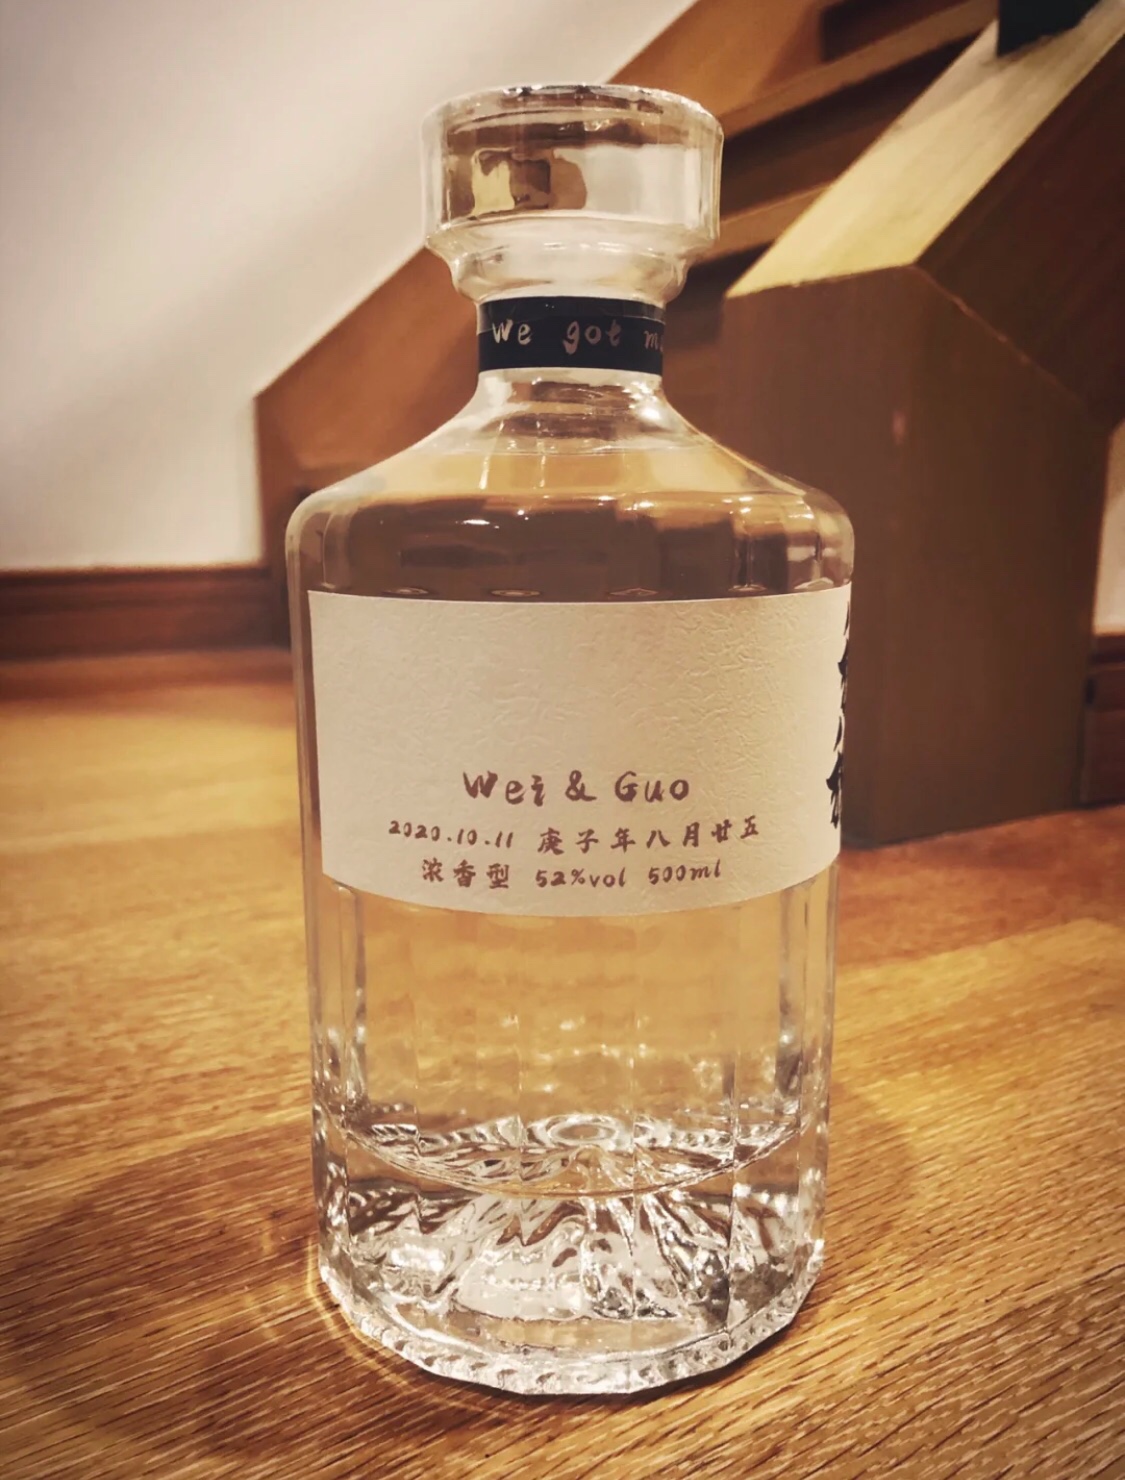 we got
Wei & Guo
2020.10.11 庚子年八月廿五
浓香型 52%vol 500ml